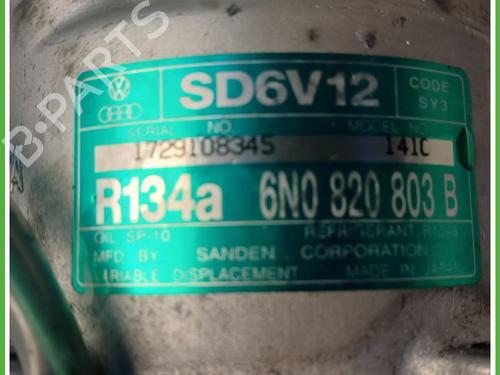 SD6V12
CODE
SY3
SERIAL NO. MODEL NO.
1729108345 1410
R134a 6N0 820 803 B
OIL SP-10 REFRIGERANT R134a
MFD BY SANDEN CORPORATION
VARIABLE DISPLACEMENT MADE IN JAPAN
B-PARTS